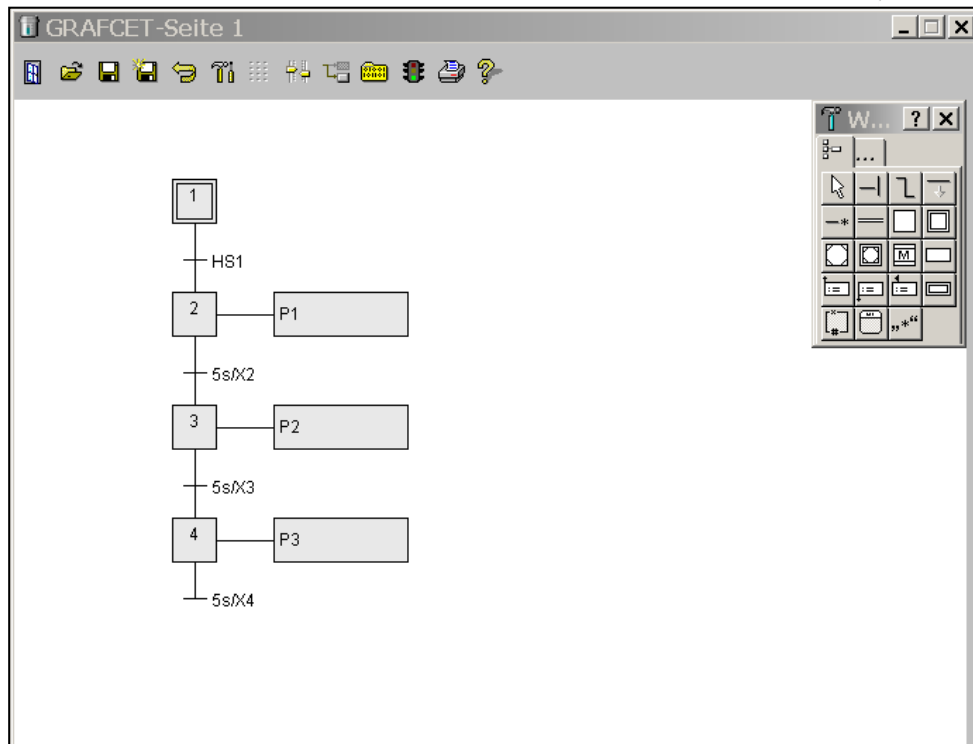 GRAFCET-Seite 1
W... ?
...
1
HS1
2 P1
5s/X2
3 P2
5s/X3
4 P3
5s/X4
*
M
:= := :=
# „*“